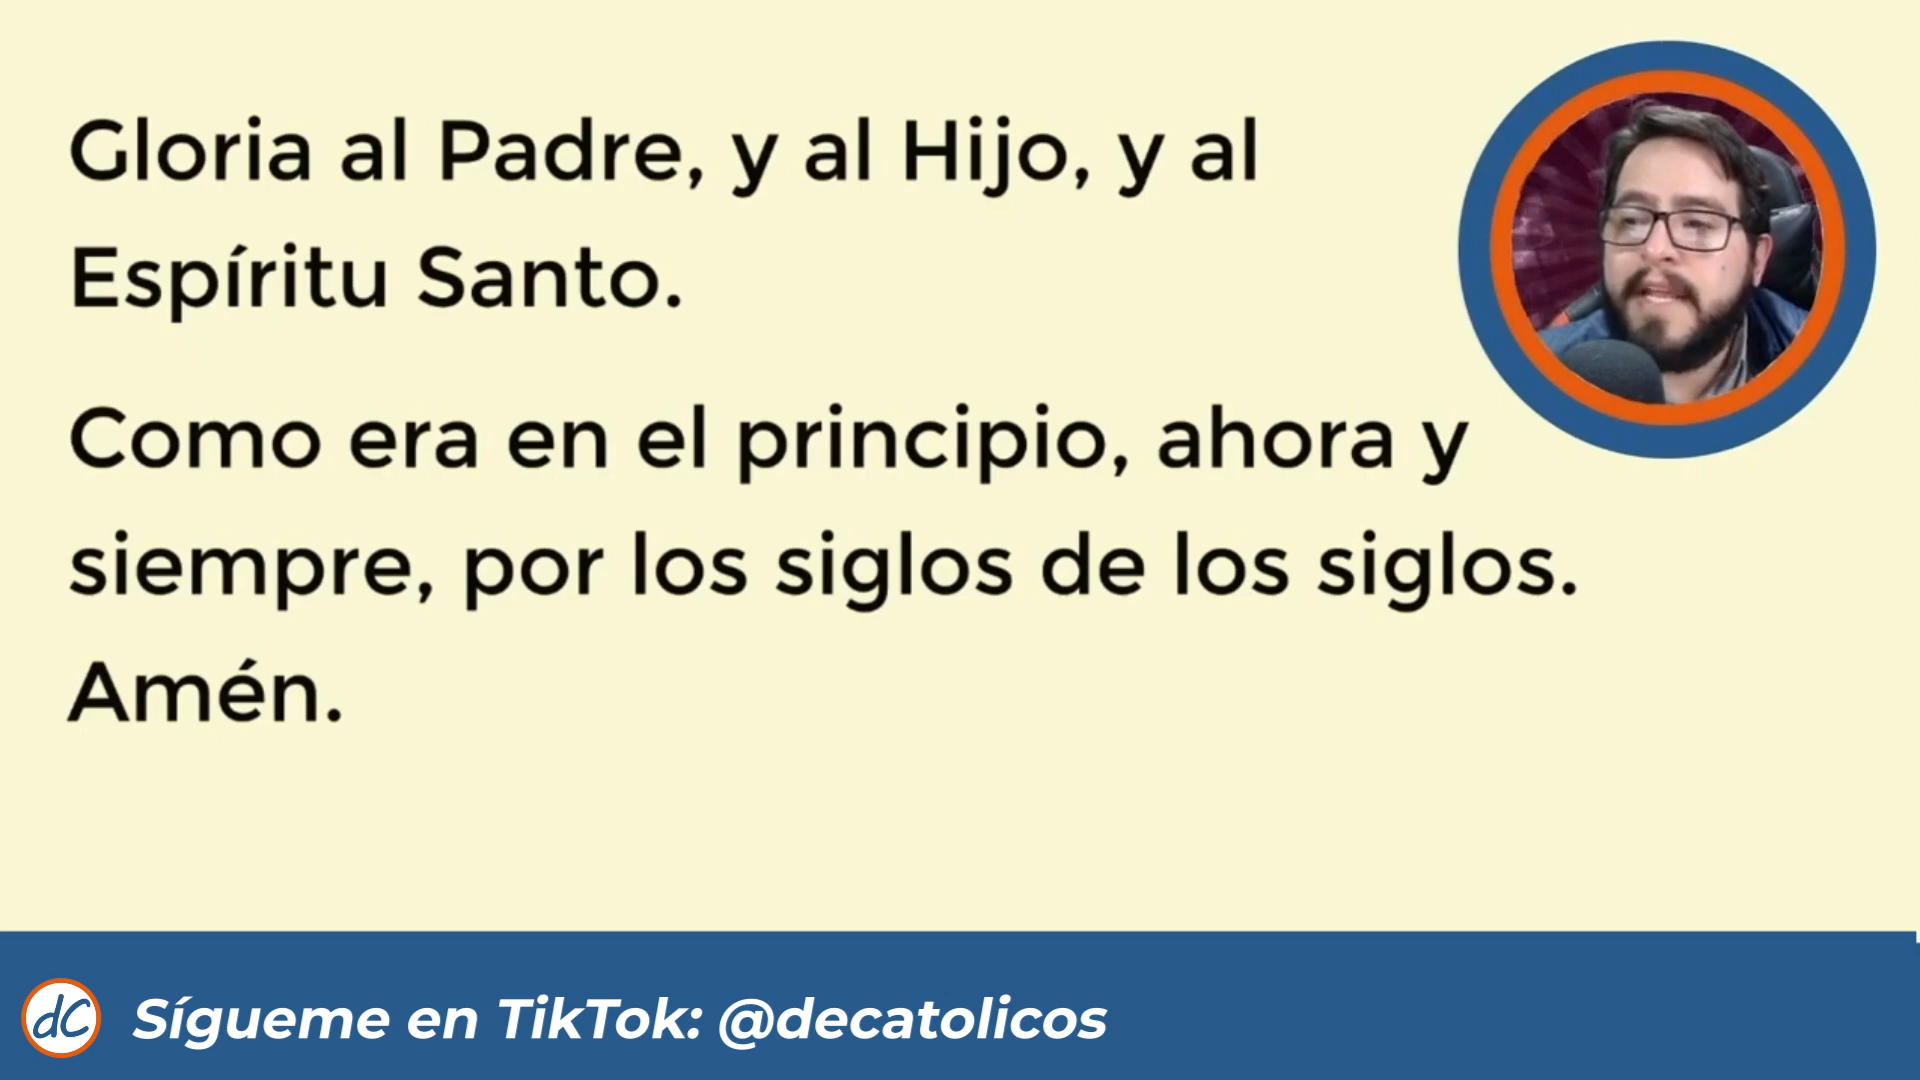 Gloria al Padre, y al Hijo, y al
Espíritu Santo.
Como era en el principio, ahora y
siempre, por los siglos de los siglos.
Amén.
dC Sígueme en TikTok: @decatolicos